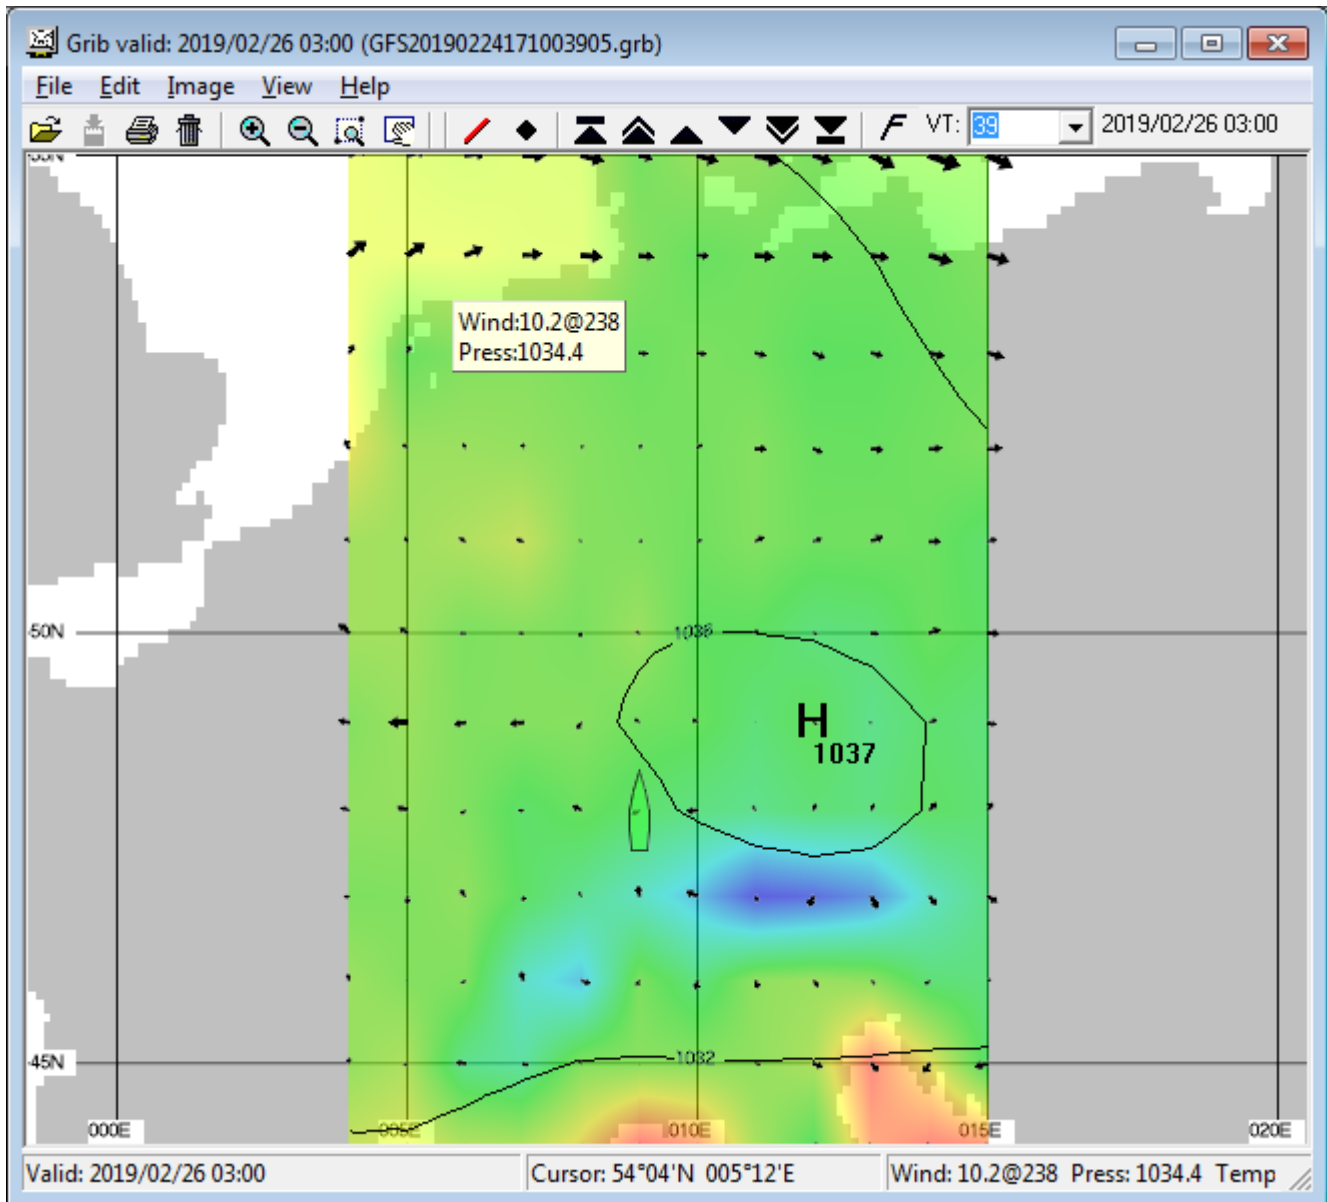 Grib valid: 2019/02/26 03:00 (GFS20190224171003905.grb)
File Edit Image View Help
F VT: 39 2019/02/26 03:00
55N
Wind:10.2@238
Press:1034.4
50N
1036
H
1037
45N
1032
000E 005E 010E 015E 020E
Valid: 2019/02/26 03:00 Cursor: 54°04'N 005°12'E Wind: 10.2@238 Press: 1034.4 Temp